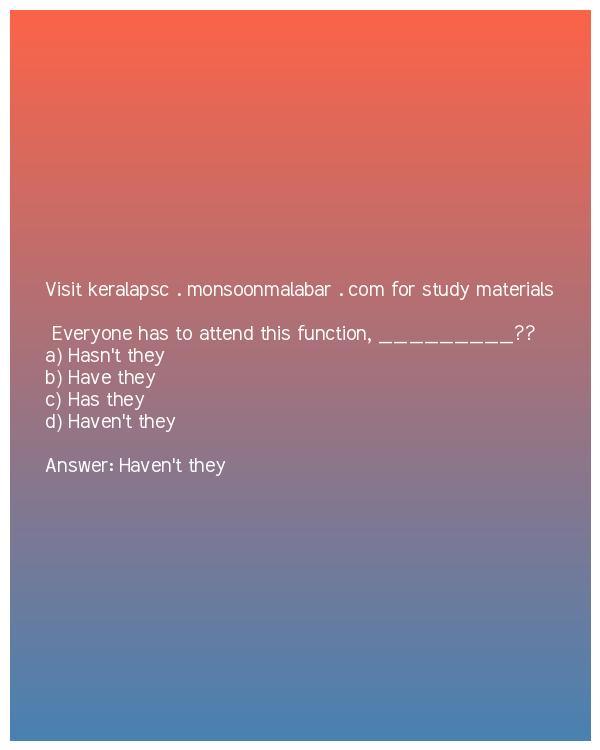 Visit keralapsc . monsoonmalabar . com for study materials
Everyone has to attend this function, _________??
a) Hasn't they
b) Have they
c) Has they
d) Haven't they
Answer: Haven't they